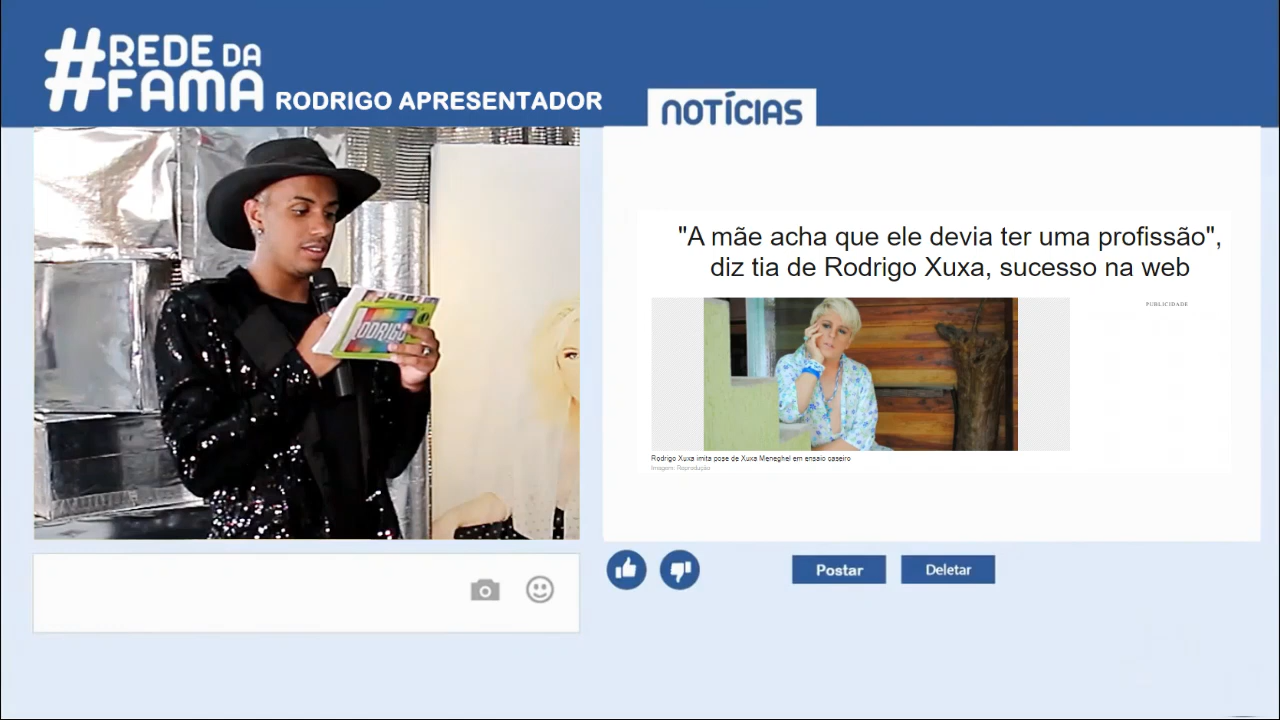 #REDE DA
FAMA
RODRIGO APRESENTADOR
NOTÍCIAS
"A mãe acha que ele devia ter uma profissão",
diz tia de Rodrigo Xuxa, sucesso na web
PUBLICIDADE
RODRIGO
Rodrigo Xuxa imita pose de Xuxa Meneghel em ensaio caseiro
Imagem: Reprodução
Postar
Deletar